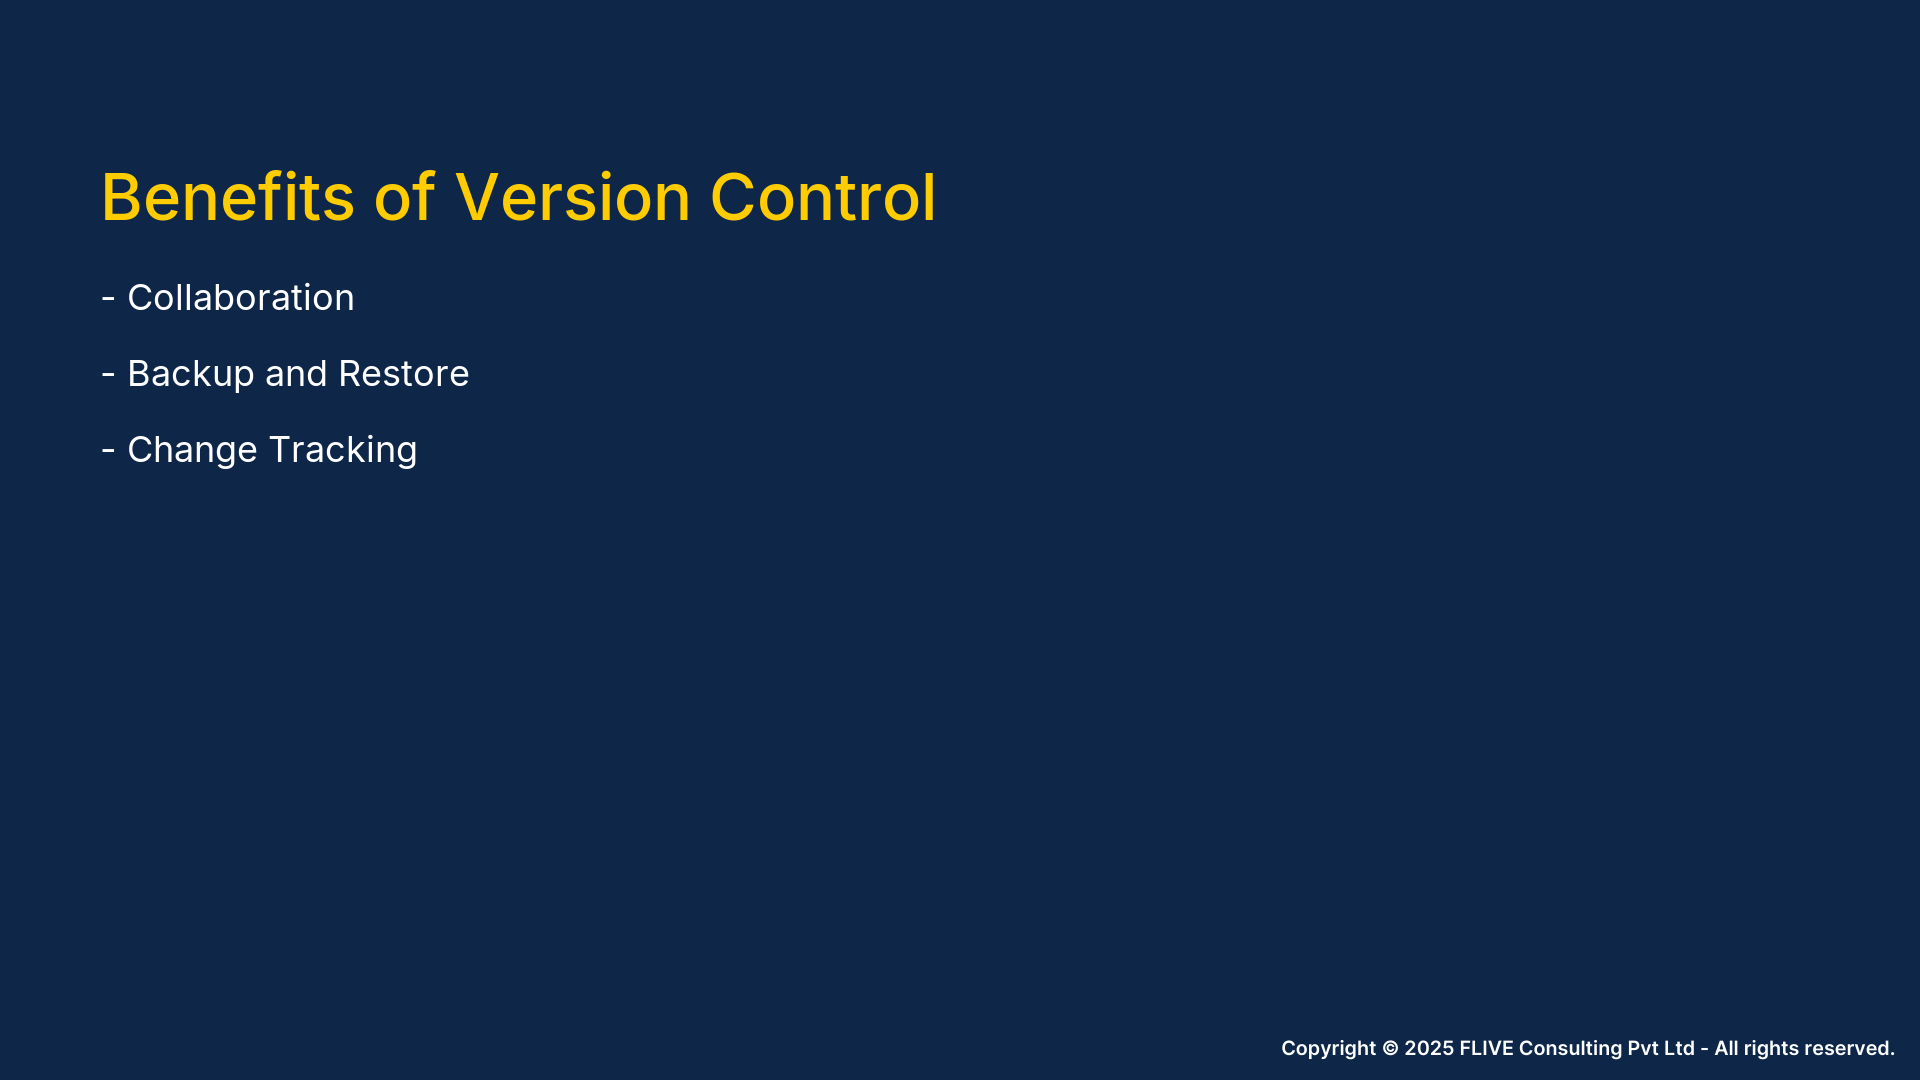 Benefits of Version Control
- Collaboration
- Backup and Restore
- Change Tracking
Copyright © 2025 FLIVE Consulting Pvt Ltd - All rights reserved.